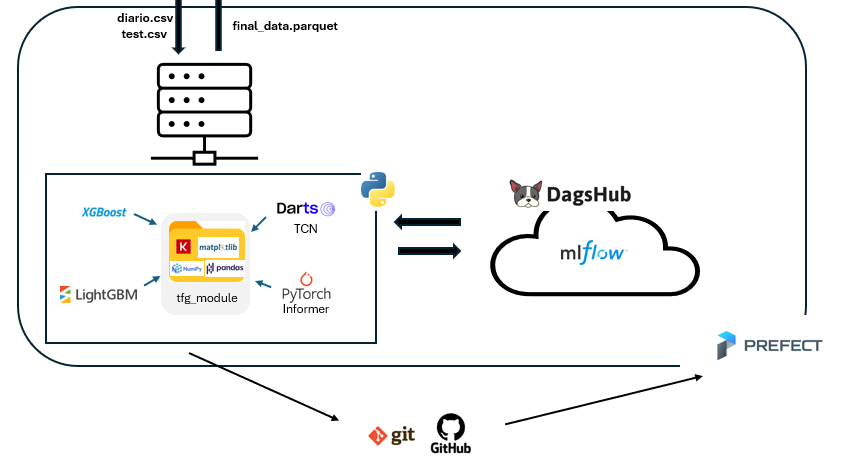 diario.csv
test.csv
final_data.parquet
DagsHub
XGBoost
Darts
TCN
K
matplotlib
NumPy
pandas
mlflow
LightGBM
tfg_module
PyTorch
Informer
PREFECT
git
GitHub